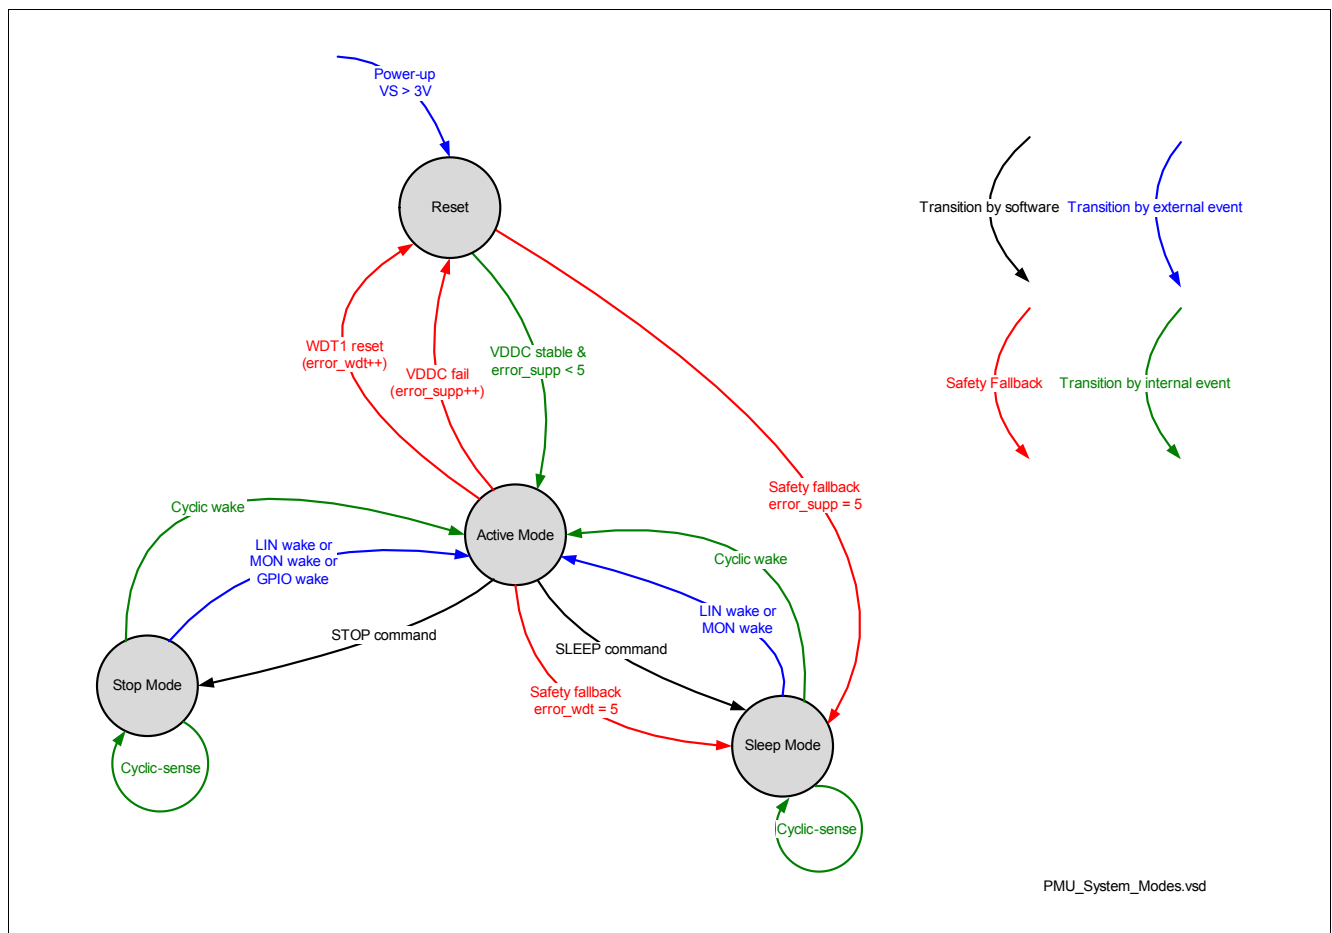 Power-up
VS > 3V
Reset
Transition by software
Transition by external event
WDT1 reset
(error_wdt++)
VDDC fail
(error_supp++)
VDDC stable &
error_supp < 5
Safety Fallback
Transition by internal event
Safety fallback
error_supp = 5
Cyclic wake
LIN wake or
MON wake or
GPIO wake
Active Mode
Cyclic wake
LIN wake or
MON wake
STOP command
SLEEP command
Stop Mode
Safety fallback
error_wdt = 5
Sleep Mode
Cyclic-sense
Cyclic-sense
PMU_System_Modes.vsd